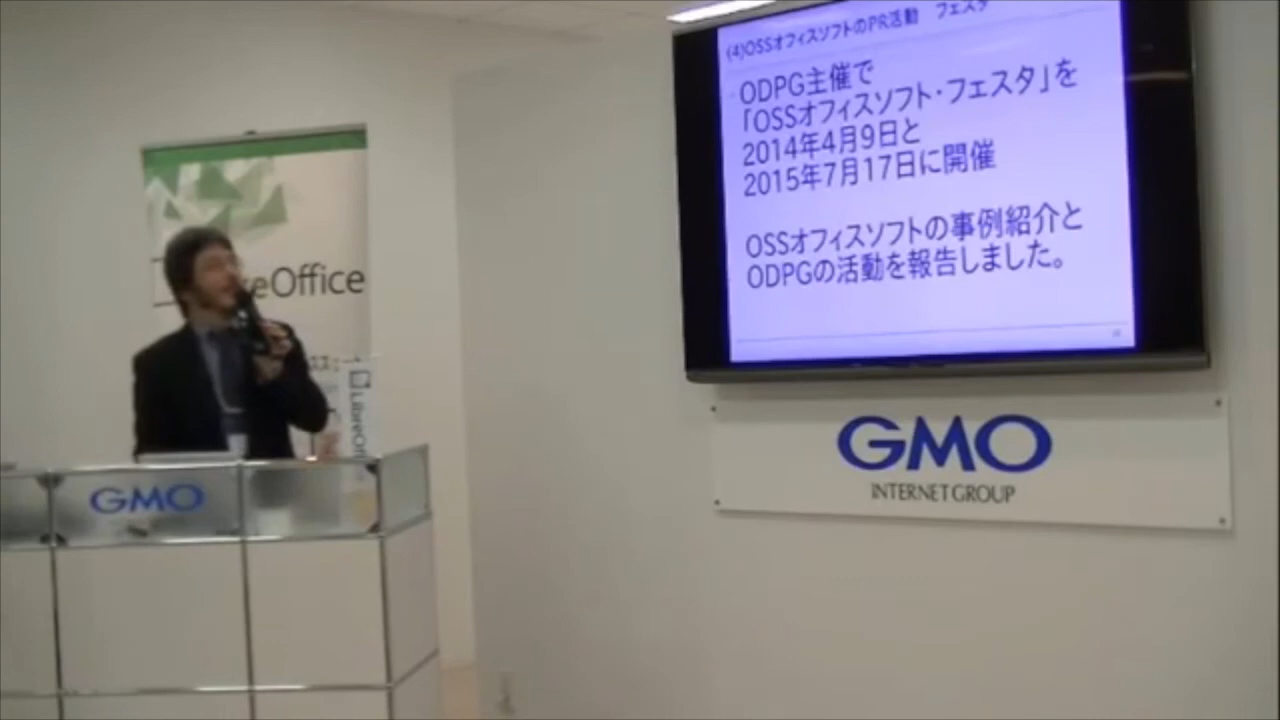 (4)OSSオフィスソフトのPR活動 フェスタ
ODPG主催で
「OSSオフィスソフト・フェスタ」を
2014年4月9日と
2015年7月17日に開催
OSSオフィスソフトの事例紹介と
ODPGの活動を報告しました。
GMO
INTERNET GROUP
eOffice
LibreOf
GMO